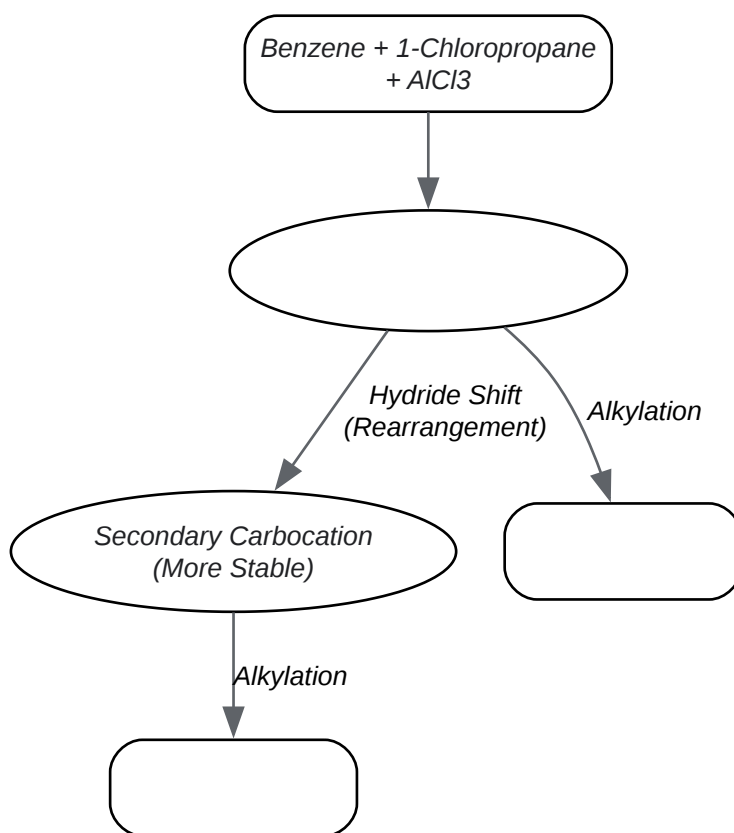 Benzene + 1-Chloropropane
+ AlCl3
Hydride Shift
(Rearrangement)
Alkylation
Secondary Carbocation
(More Stable)
Alkylation